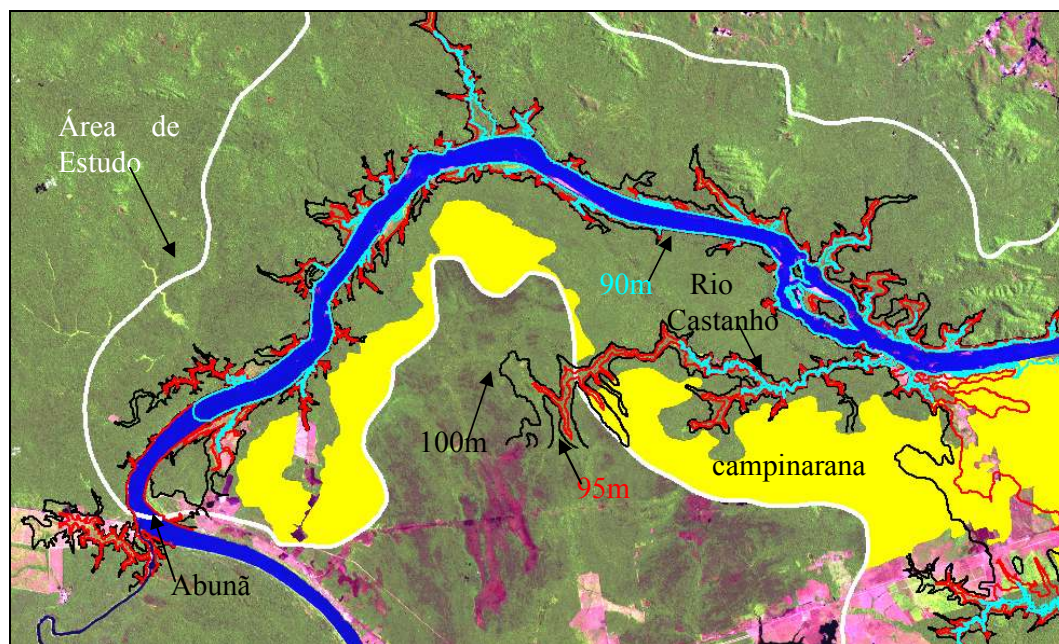 Área de
Estudo
90m
Rio
Castanho
100m
95m
campinarana
Abunã